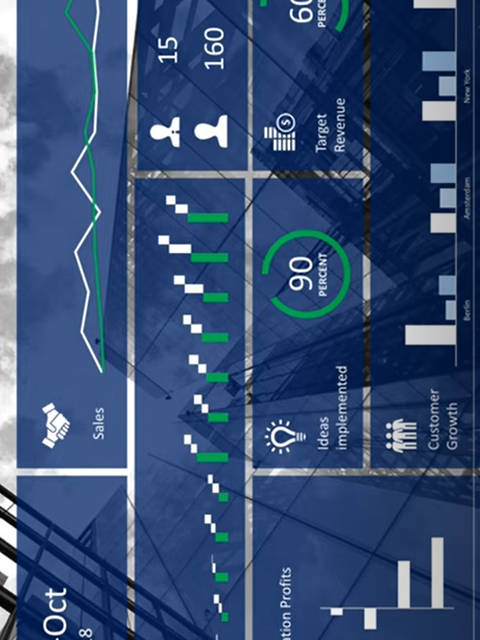 -Oct
8
Sales
15
160
60
PERCENT
Target
Revenue
90
PERCENT
Ideas
implemented
Customer
Growth
Berlin
Amsterdam
New York
ation Profits